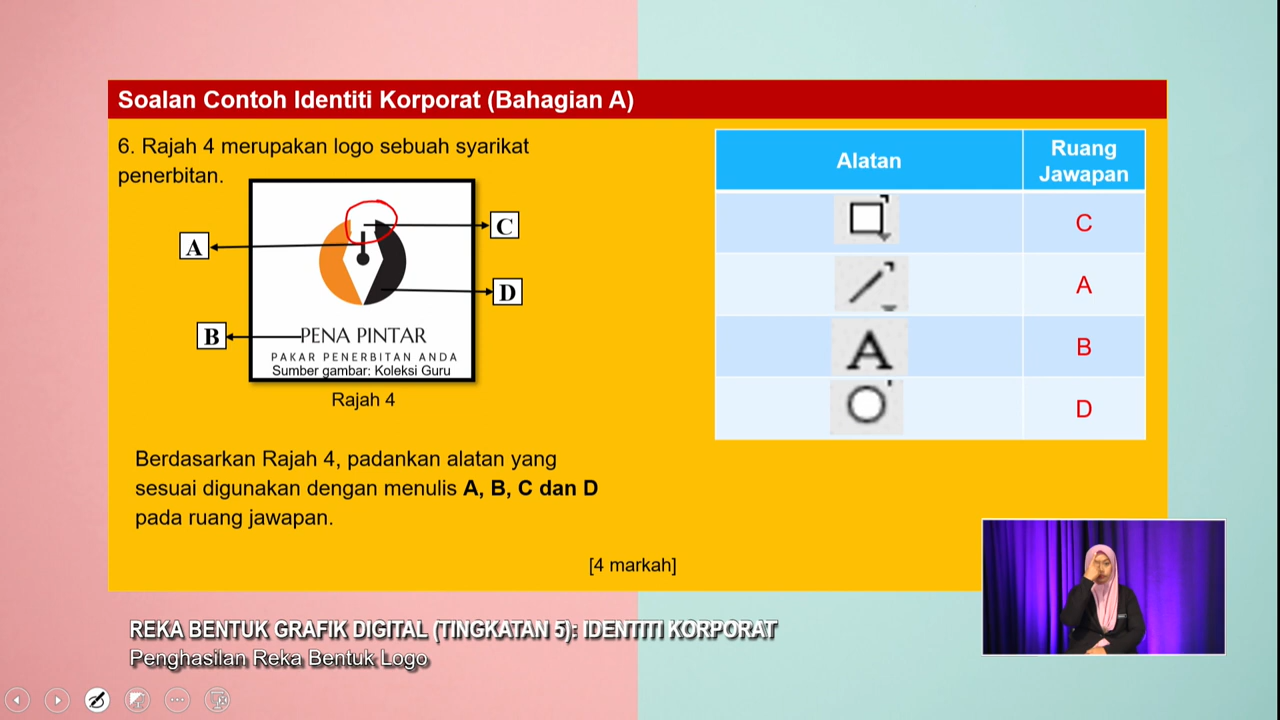 Soalan Contoh Identiti Korporat (Bahagian A)
6. Rajah 4 merupakan logo sebuah syarikat
penerbitan.
A
B
C
D
PENA PINTAR
PAKAR PENERBITAN ANDA
Sumber gambar: Koleksi Guru
Rajah 4
Berdasarkan Rajah 4, padankan alatan yang
sesuai digunakan dengan menulis A, B, C dan D
pada ruang jawapan.
[4 markah]
Alatan
Ruang
Jawapan
C
A
A
B
D
REKA BENTUK GRAFIK DIGITAL (TINGKATAN 5): IDENTITI KORPORAT
Penghasilan Reka Bentuk Logo